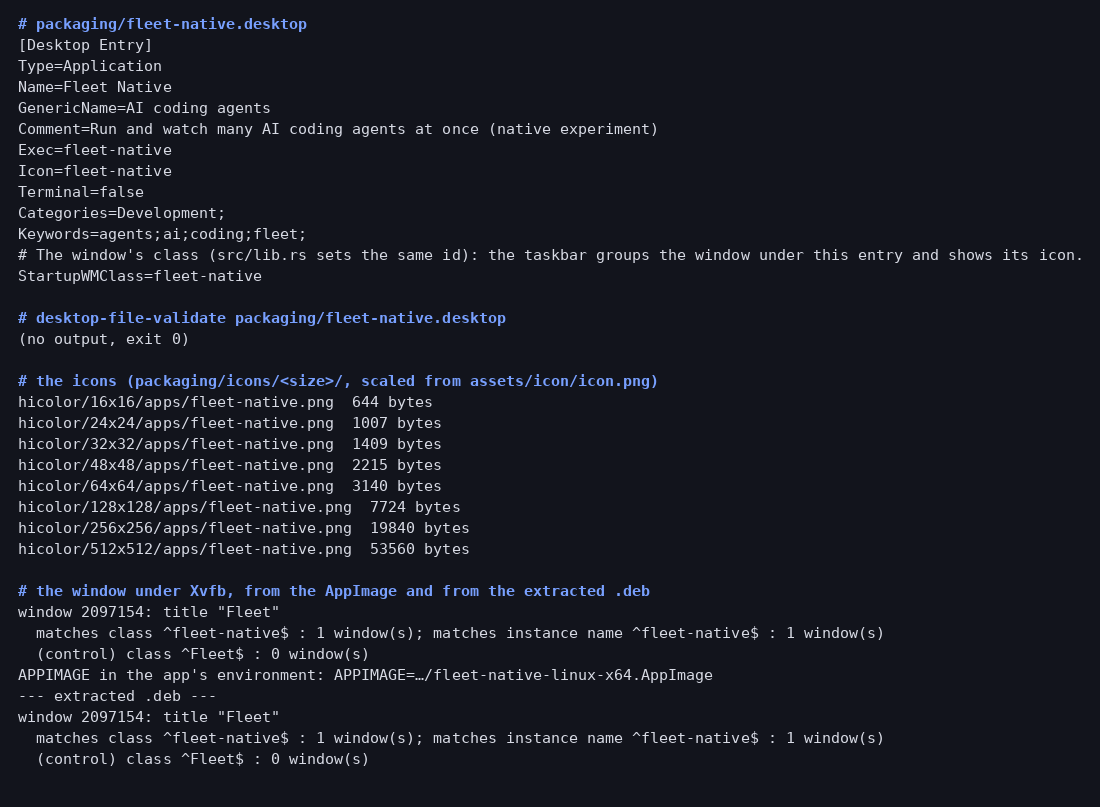 # packaging/fleet-native.desktop
[Desktop Entry]
Type=Application
Name=Fleet Native
GenericName=AI coding agents
Comment=Run and watch many AI coding agents at once (native experiment)
Exec=fleet-native
Icon=fleet-native
Terminal=false
Categories=Development;
Keywords=agents;ai;coding;fleet;
# The window's class (src/lib.rs sets the same id): the taskbar groups the window under this entry and shows its icon.
StartupWMClass=fleet-native
# desktop-file-validate packaging/fleet-native.desktop
(no output, exit 0)
# the icons (packaging/icons/<size>/, scaled from assets/icon/icon.png)
hicolor/16x16/apps/fleet-native.png  644 bytes
hicolor/24x24/apps/fleet-native.png  1007 bytes
hicolor/32x32/apps/fleet-native.png  1409 bytes
hicolor/48x48/apps/fleet-native.png  2215 bytes
hicolor/64x64/apps/fleet-native.png  3140 bytes
hicolor/128x128/apps/fleet-native.png  7724 bytes
hicolor/256x256/apps/fleet-native.png  19840 bytes
hicolor/512x512/apps/fleet-native.png  53560 bytes
# the window under Xvfb, from the AppImage and from the extracted .deb
window 2097154: title "Fleet"
  matches class ^fleet-native$ : 1 window(s); matches instance name ^fleet-native$ : 1 window(s)
  (control) class ^Fleet$ : 0 window(s)
APPIMAGE in the app's environment: APPIMAGE=…/fleet-native-linux-x64.AppImage
--- extracted .deb ---
window 2097154: title "Fleet"
  matches class ^fleet-native$ : 1 window(s); matches instance name ^fleet-native$ : 1 window(s)
  (control) class ^Fleet$ : 0 window(s)